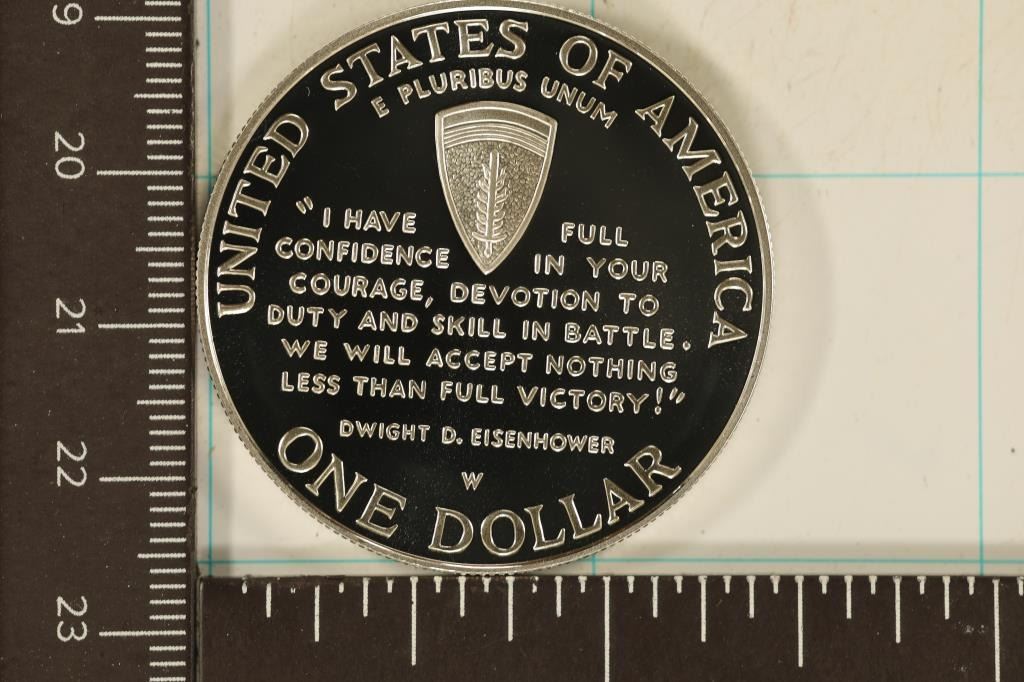 UNITED STATES OF AMERICA
E PLURIBUS UNUM
"I HAVE FULL
CONFIDENCE IN YOUR
COURAGE, DEVOTION TO
DUTY AND SKILL IN BATTLE.
WE WILL ACCEPT NOTHING
LESS THAN FULL VICTORY!"
DWIGHT D. EISENHOWER
W
ONE DOLLAR
9
20
21
22
23